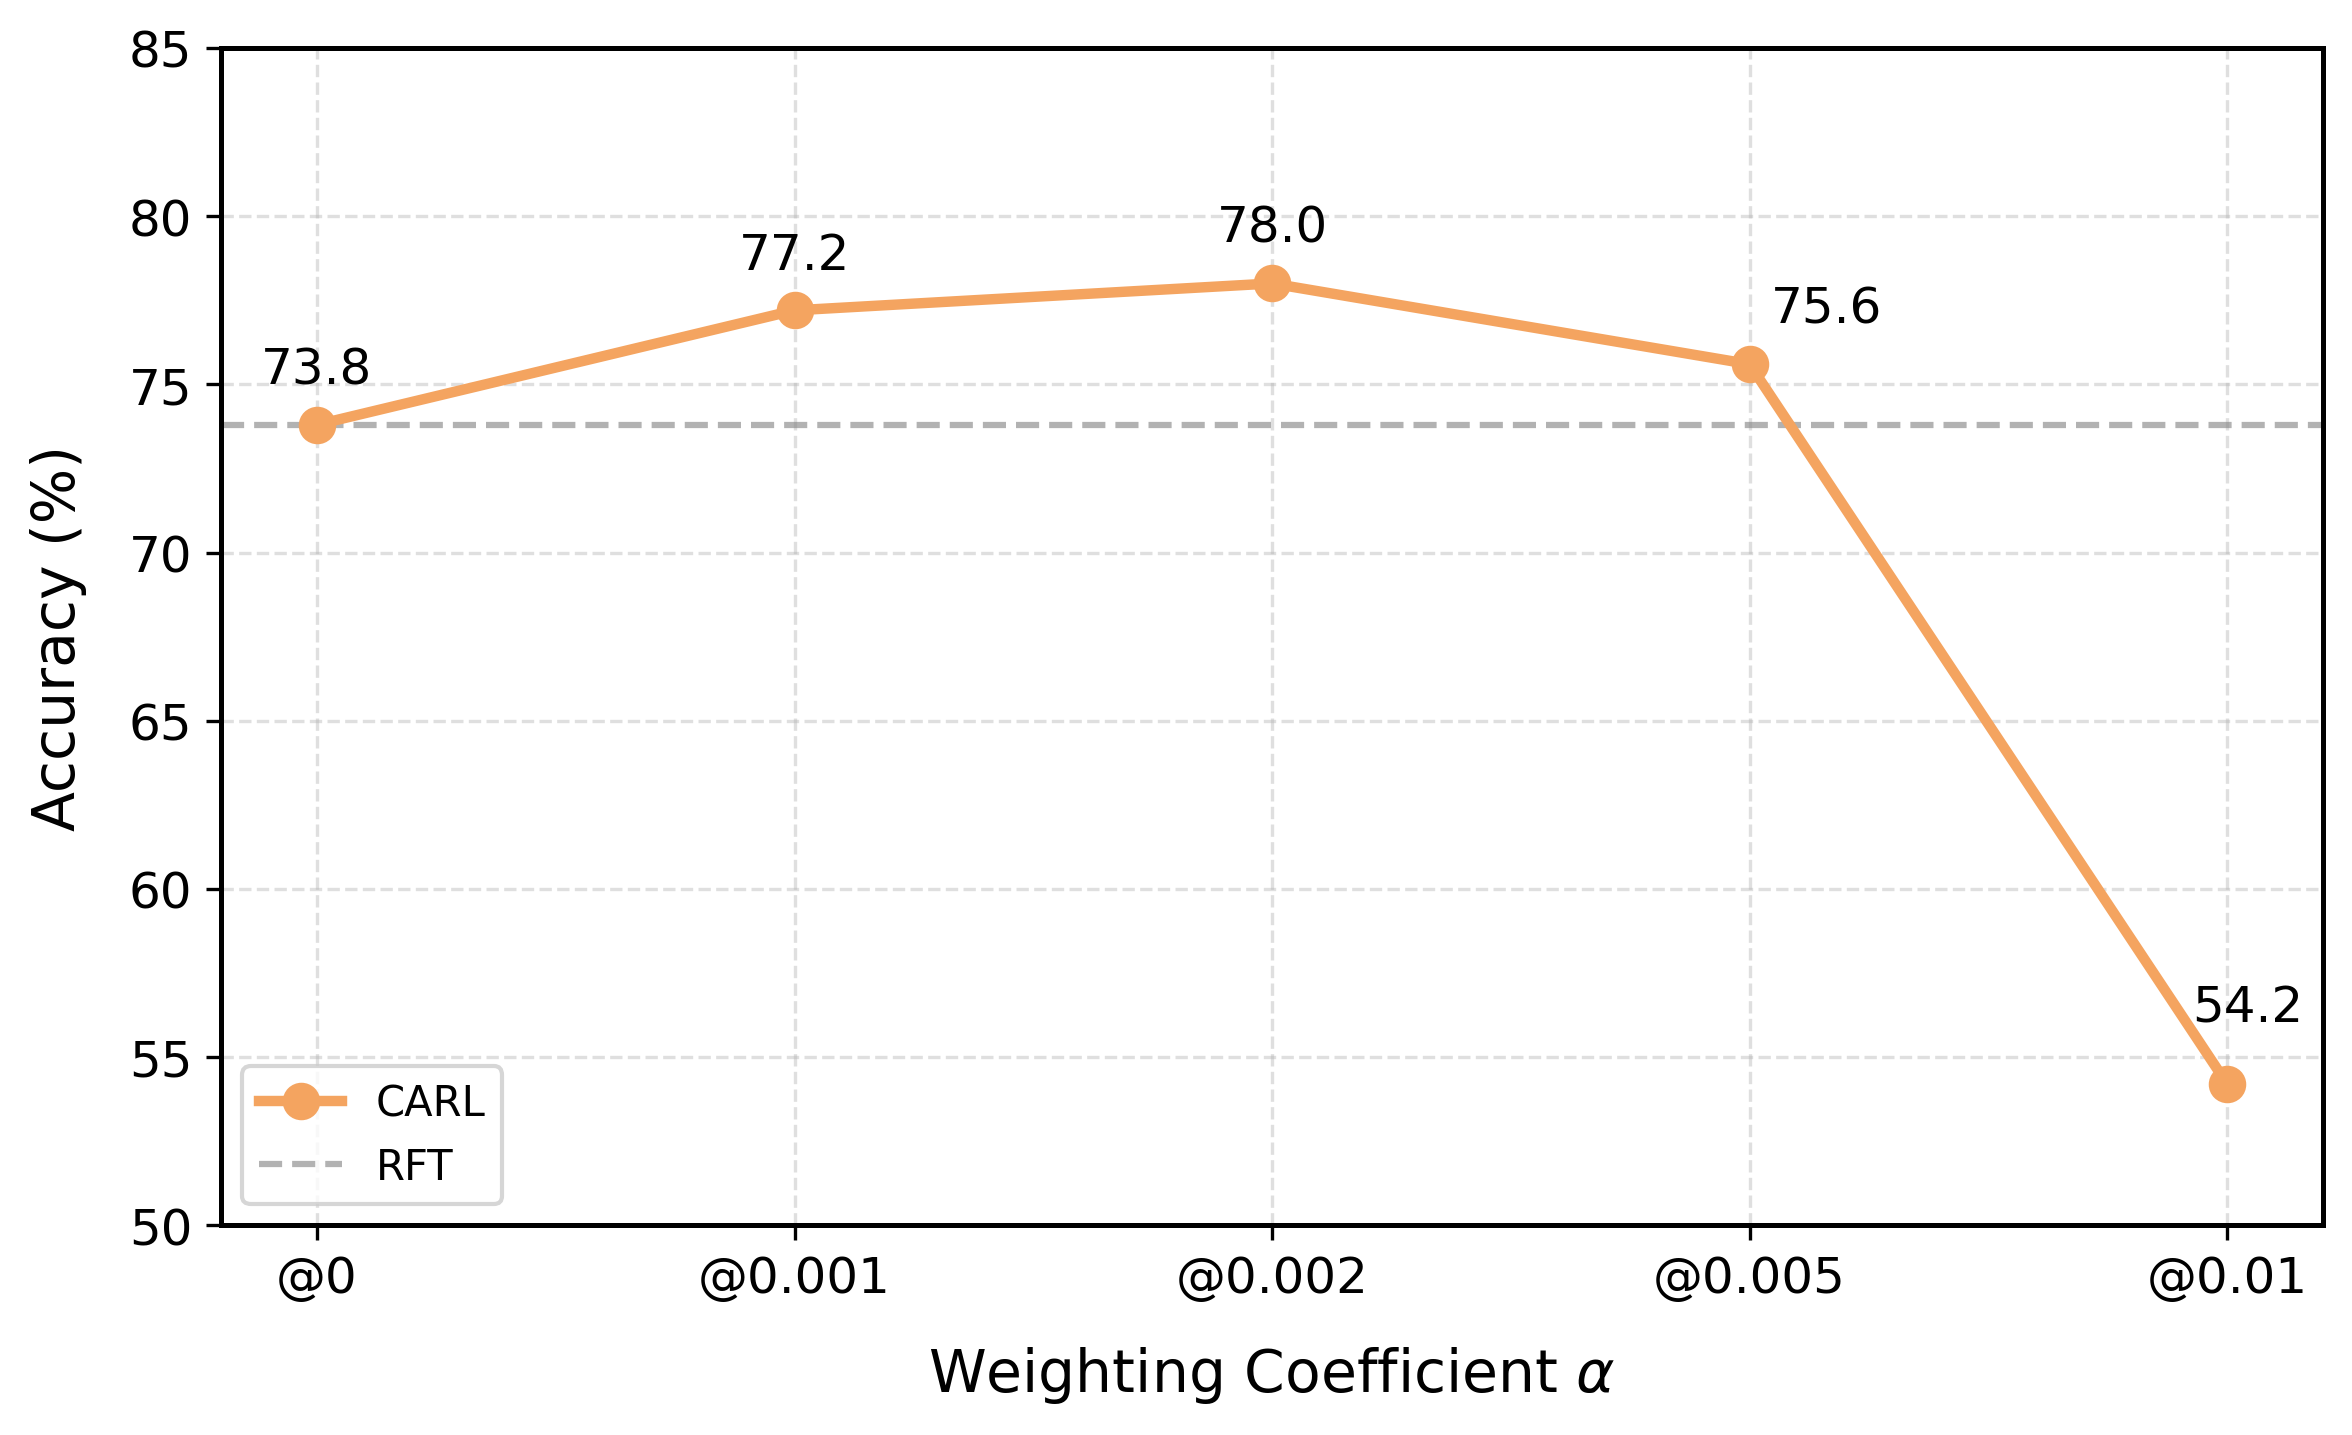 85
80
75
70
65
60
55
50
Accuracy (%)
73.8
77.2
78.0
75.6
54.2
CARL
RFT
@0 @0.001 @0.002 @0.005 @0.01
Weighting Coefficient α